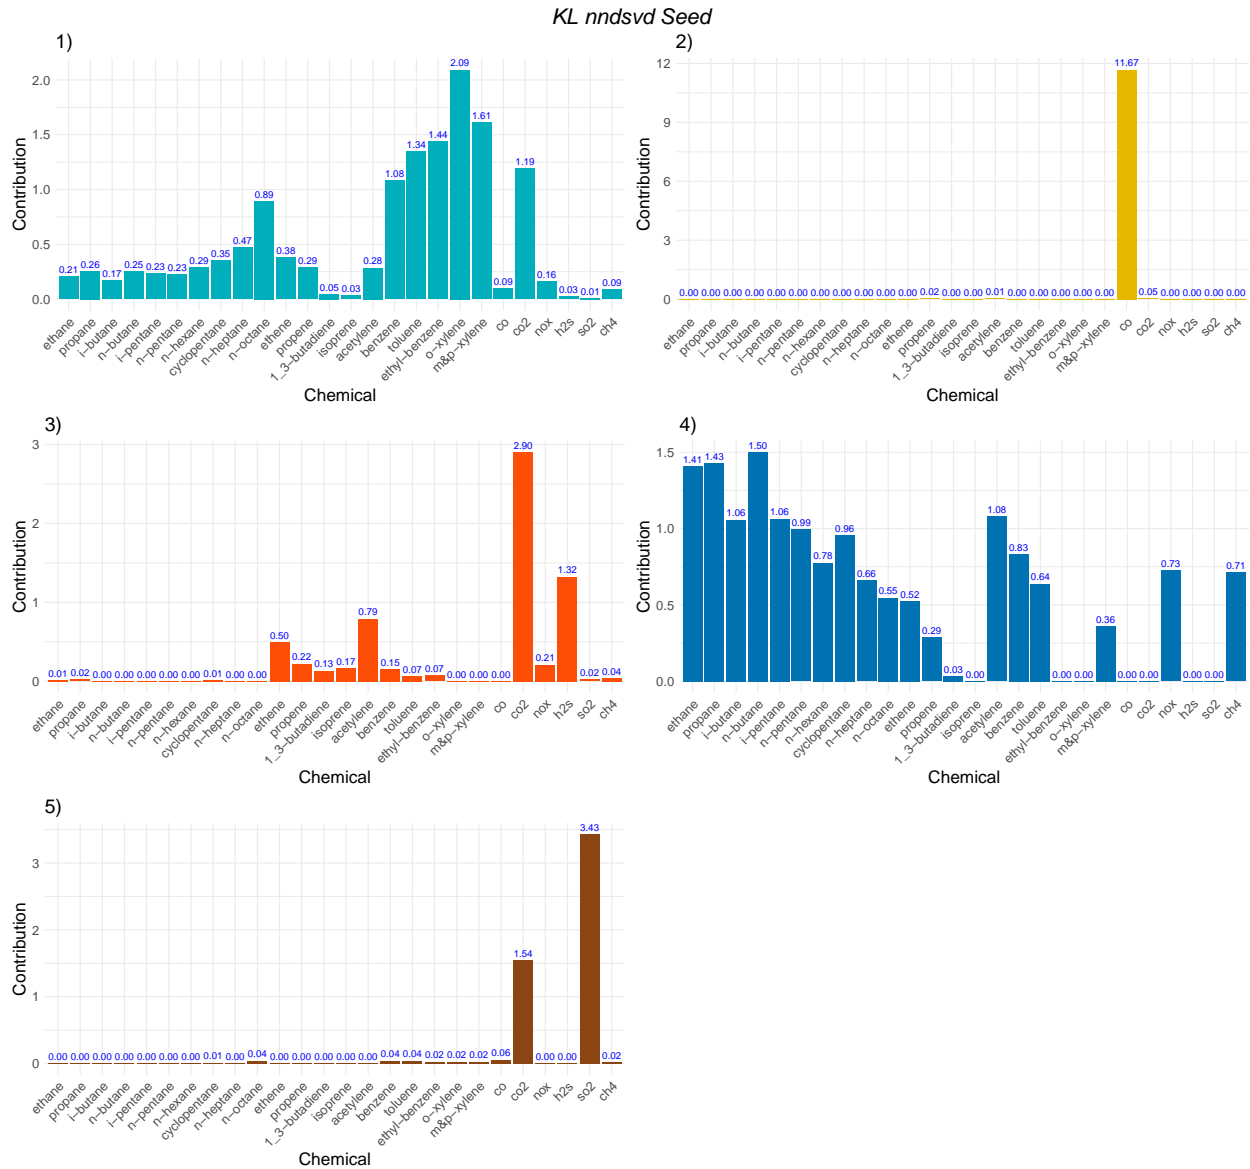 KL nndsvd Seed
1)
Contribution
2.0
1.5
1.0
0.5
0.0
0.21 0.26 0.17 0.25 0.23 0.23 0.29 0.35 0.47 0.89 0.38 0.29 0.05 0.03 0.28 1.08 1.34 1.44 2.09 1.61 0.09 1.19 0.16 0.03 0.01 0.09
ethane propane i−butane n−butane i−pentane n−pentane n−hexane cyclopentane n−heptane n−octane ethene propene 1_3−butadiene isoprene acetylene benzene toluene ethyl−benzene o−xylene m&p−xylene co co2 nox h2s so2 ch4
Chemical
2)
Contribution
12
9
6
3
0
0.00 0.00 0.00 0.00 0.00 0.00 0.00 0.00 0.00 0.00 0.00 0.02 0.00 0.00 0.01 0.00 0.00 0.00 0.00 0.00 11.67 0.05 0.00 0.00 0.00 0.00
ethane propane i−butane n−butane i−pentane n−pentane n−hexane cyclopentane n−heptane n−octane ethene propene 1_3−butadiene isoprene acetylene benzene toluene ethyl−benzene o−xylene m&p−xylene co co2 nox h2s so2 ch4
Chemical
3)
Contribution
3
2
1
0
0.01 0.02 0.00 0.00 0.00 0.00 0.00 0.01 0.00 0.00 0.50 0.22 0.13 0.17 0.79 0.15 0.07 0.07 0.00 0.00 0.00 2.90 0.21 1.32 0.02 0.04
ethane propane i−butane n−butane i−pentane n−pentane n−hexane cyclopentane n−heptane n−octane ethene propene 1_3−butadiene isoprene acetylene benzene toluene ethyl−benzene o−xylene m&p−xylene co co2 nox h2s so2 ch4
Chemical
4)
Contribution
1.5
1.0
0.5
0.0
1.41 1.43 1.06 1.50 1.06 0.99 0.78 0.96 0.66 0.55 0.52 0.29 0.03 0.00 1.08 0.83 0.64 0.00 0.00 0.36 0.00 0.00 0.73 0.00 0.00 0.71
ethane propane i−butane n−butane i−pentane n−pentane n−hexane cyclopentane n−heptane n−octane ethene propene 1_3−butadiene isoprene acetylene benzene toluene ethyl−benzene o−xylene m&p−xylene co co2 nox h2s so2 ch4
Chemical
5)
Contribution
3
2
1
0
0.00 0.00 0.00 0.00 0.00 0.00 0.00 0.01 0.00 0.04 0.00 0.00 0.00 0.00 0.00 0.04 0.04 0.02 0.02 0.02 0.06 1.54 0.00 0.00 3.43 0.02
ethane propane i−butane n−butane i−pentane n−pentane n−hexane cyclopentane n−heptane n−octane ethene propene 1_3−butadiene isoprene acetylene benzene toluene ethyl−benzene o−xylene m&p−xylene co co2 nox h2s so2 ch4
Chemical